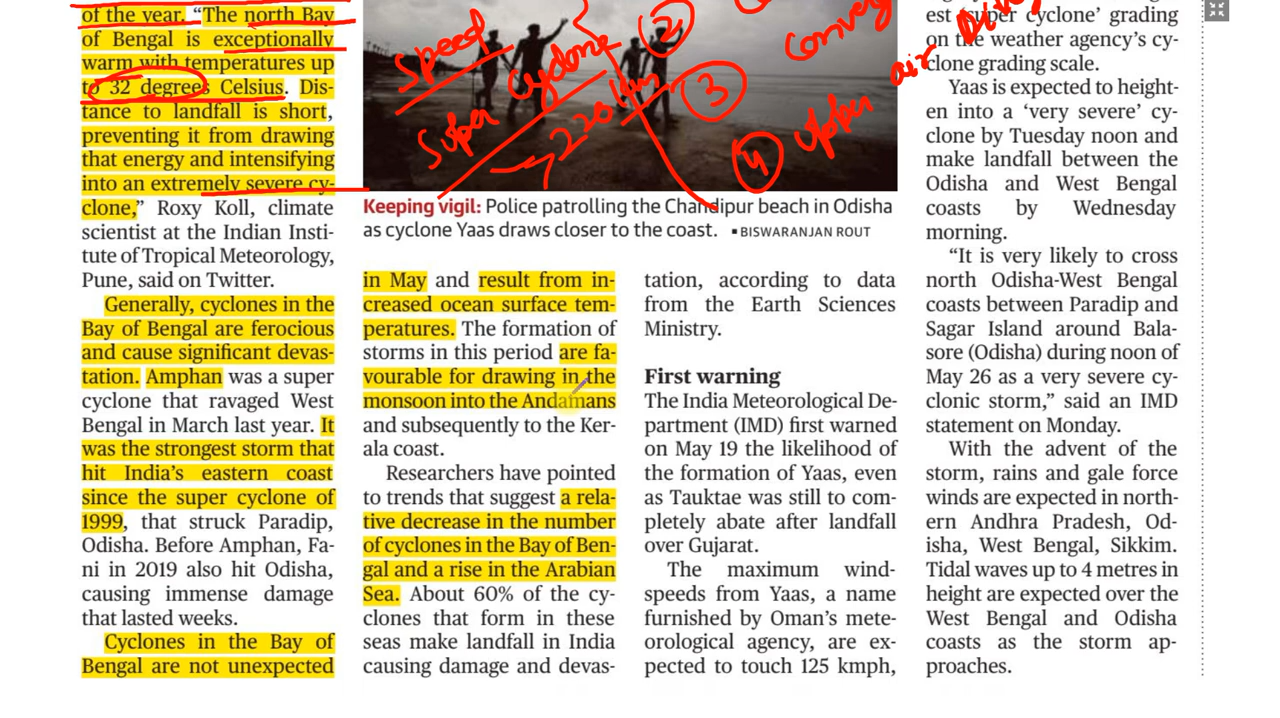 of the year. “The north Bay
of Bengal is exceptionally
warm with temperatures up
to 32 degrees Celsius. Dis-
tance to landfall is short,
preventing it from drawing
that energy and intensifying
into an extremely severe cy-
clone,” Roxy Koll, climate
scientist at the Indian Insti-
tute of Tropical Meteorology,
Pune, said on Twitter.
Generally, cyclones in the
Bay of Bengal are ferocious
and cause significant devas-
tation. Amphan was a super
cyclone that ravaged West
Bengal in March last year. It
was the strongest storm that
hit India’s eastern coast
since the super cyclone of
1999, that struck Paradip,
Odisha. Before Amphan, Fa-
ni in 2019 also hit Odisha,
causing immense damage
that lasted weeks.
Cyclones in the Bay of
Bengal are not unexpected
Speed
Super Cyclone
220 km
2
3
4 Upper air
Keeping vigil: Police patrolling the Chandipur beach in Odisha
as cyclone Yaas draws closer to the coast. ▪BISWARANJAN ROUT
in May and result from in-
creased ocean surface tem-
peratures. The formation of
storms in this period are fa-
vourable for drawing in the
monsoon into the Andamans
and subsequently to the Ker-
ala coast.
Researchers have pointed
to trends that suggest a rela-
tive decrease in the number
of cyclones in the Bay of Ben-
gal and a rise in the Arabian
Sea. About 60% of the cy-
clones that form in these
seas make landfall in India
causing damage and devas-
tation, according to data
from the Earth Sciences
Ministry.
First warning
The India Meteorological De-
partment (IMD) first warned
on May 19 the likelihood of
the formation of Yaas, even
as Tauktae was still to com-
pletely abate after landfall
over Gujarat.
The maximum wind-
speeds from Yaas, a name
furnished by Oman’s mete-
orological agency, are ex-
pected to touch 125 kmph,
est ‘super cyclone’ grading
on the weather agency’s cy-
clone grading scale.
Yaas is expected to height-
en into a ‘very severe’ cy-
clone by Tuesday noon and
make landfall between the
Odisha and West Bengal
coasts by Wednesday
morning.
“It is very likely to cross
north Odisha-West Bengal
coasts between Paradip and
Sagar Island around Bala-
sore (Odisha) during noon of
May 26 as a very severe cy-
clonic storm,” said an IMD
statement on Monday.
With the advent of the
storm, rains and gale force
winds are expected in north-
ern Andhra Pradesh, Od-
isha, West Bengal, Sikkim.
Tidal waves up to 4 metres in
height are expected over the
West Bengal and Odisha
coasts as the storm ap-
proaches.